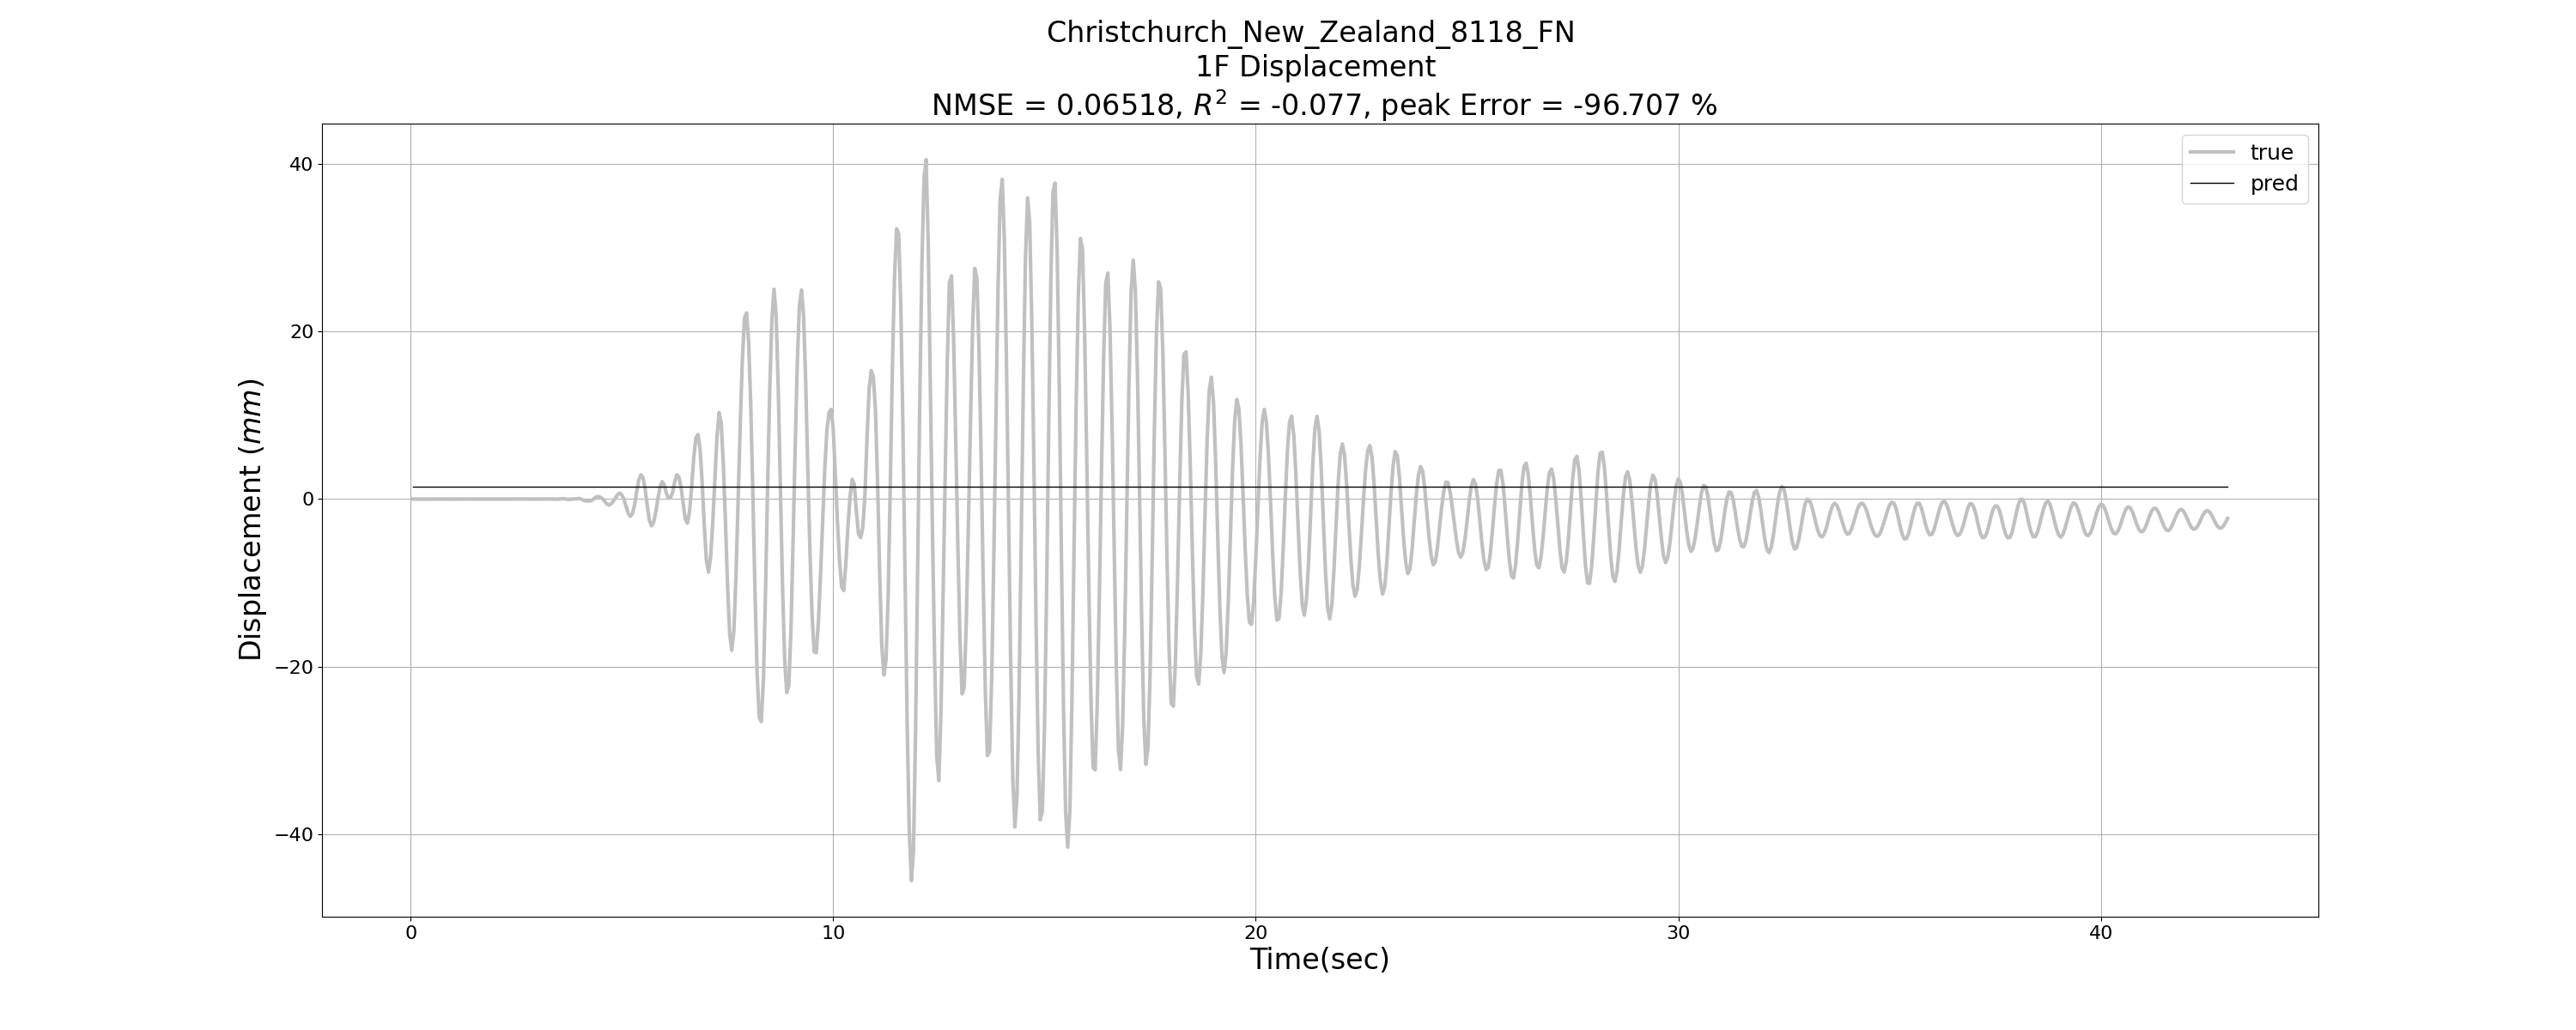 Christchurch_New_Zealand_8118_FN
1F Displacement
NMSE = 0.06518, R² = -0.077, peak Error = -96.707 %
true
pred
Displacement (mm)
40
20
0
−20
−40
0
10
20
30
40
Time(sec)